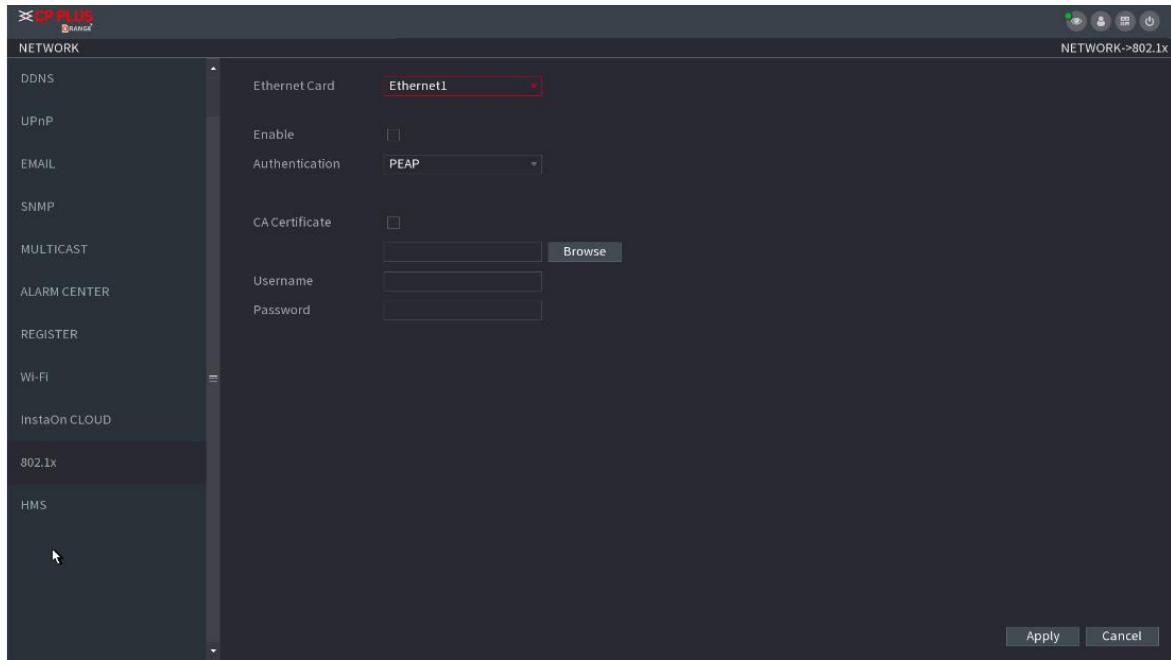 CP PLUS
ORANGE
NETWORK
NETWORK->802.1x
DDNS
UPnP
EMAIL
SNMP
MULTICAST
ALARM CENTER
REGISTER
Wi-Fi
InstaOn CLOUD
802.1x
HMS
Ethernet Card Ethernet1
Enable
Authentication PEAP
CA Certificate
Browse
Username
Password
Apply Cancel